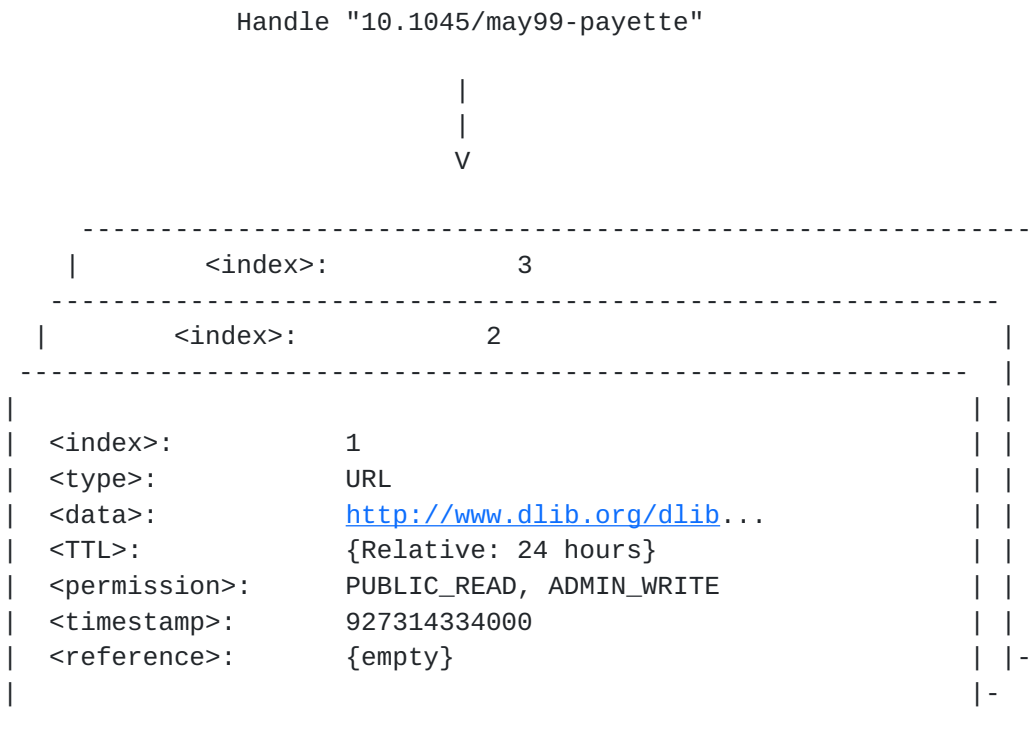 Handle "10.1045/may99-payette"
|
|
V
--------------------------------------------------------------
| <index>: 3
--------------------------------------------------------------
| <index>: 2 |
-------------------------------------------------------------- |
| | |
| <index>: 1 | |
| <type>: URL | |
| <data>: http://www.dlib.org/dlib... | |
| <TTL>: {Relative: 24 hours} | |
| <permission>: PUBLIC_READ, ADMIN_WRITE | |
| <timestamp>: 927314334000 | |
| <reference>: {empty} | |-
| |-